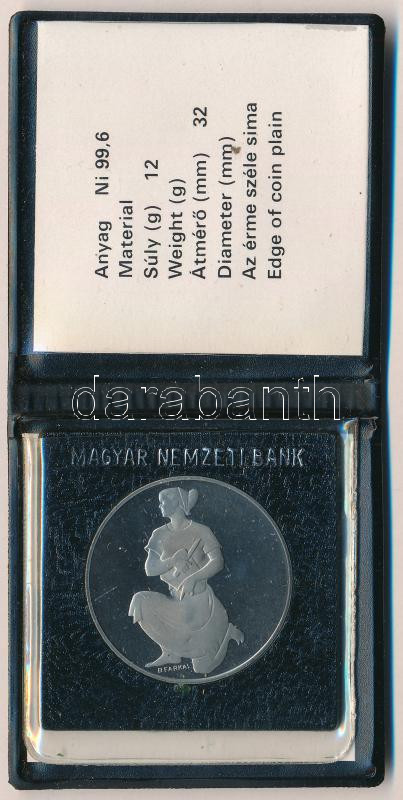 Anyag Ni 99,6
Material
Súly (g) 12
Weight (g)
Átmérő (mm) 32
Diameter (mm)
Az érme széle sima
Edge of coin plain
darabanth
MAGYAR NEMZETI BANK
B.FARKAS